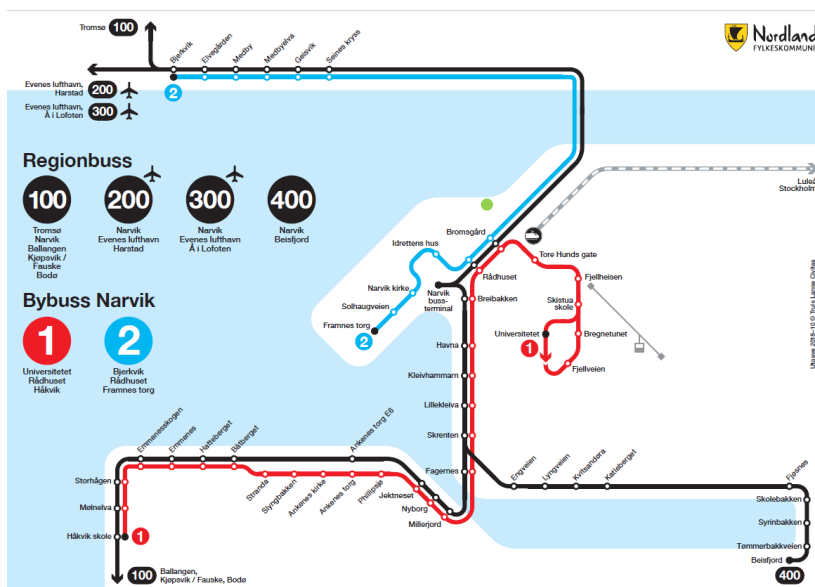 Tromsø 100
Nordland
FYLKESKOMMUNE
Bjerkvik
Elvegården
Medby
Medbyelva
Geisvik
Seines kryss
Evenes lufthavn,
Harstad
200
Evenes lufthavn,
Å i Lofoten
300
2
Regionbuss
100
200
300
400
Tromsø
Narvik
Ballangen
Kjøpsvik /
Fauske
Bodø
Narvik
Evenes lufthavn
Harstad
Narvik
Evenes lufthavn
Å i Lofoten
Narvik
Beisfjord
Luleå
Stockholm
Bromsgård
Idrettens hus
Tore Hunds gate
Rådhuset
Fjellheisen
Narvik kirke
Narvik
buss-
terminal
Breibakken
Skistua
skole
Solhaugveien
Framnes torg
2
Universitetet
1
Bregnetunet
Fjellveien
Bybuss Narvik
1
2
Universitetet
Rådhuset
Håkvik
Bjerkvik
Rådhuset
Framnes torg
Havna
Kleivhammarn
Lillekleiva
Skrenten
Fagernes
Emmenesskogen
Emmenes
Hatteberget
Båtberget
Ankenes torg E6
Storhågen
Mølnelva
Håkvik skole
1
Stranda
Slyngbakken
Ankenes kirke
Ankenes torg
Phillipsjø
Jektneset
Nyborg
Millerjord
Engveien
Lyngveien
Kvitsandøra
Katleberget
Fjøsnes
Skolebakken
Syrinbakken
Tømmerbakkveien
Beisfjord
400
100 Ballangen,
Kjøpsvik / Fauske, Bodø